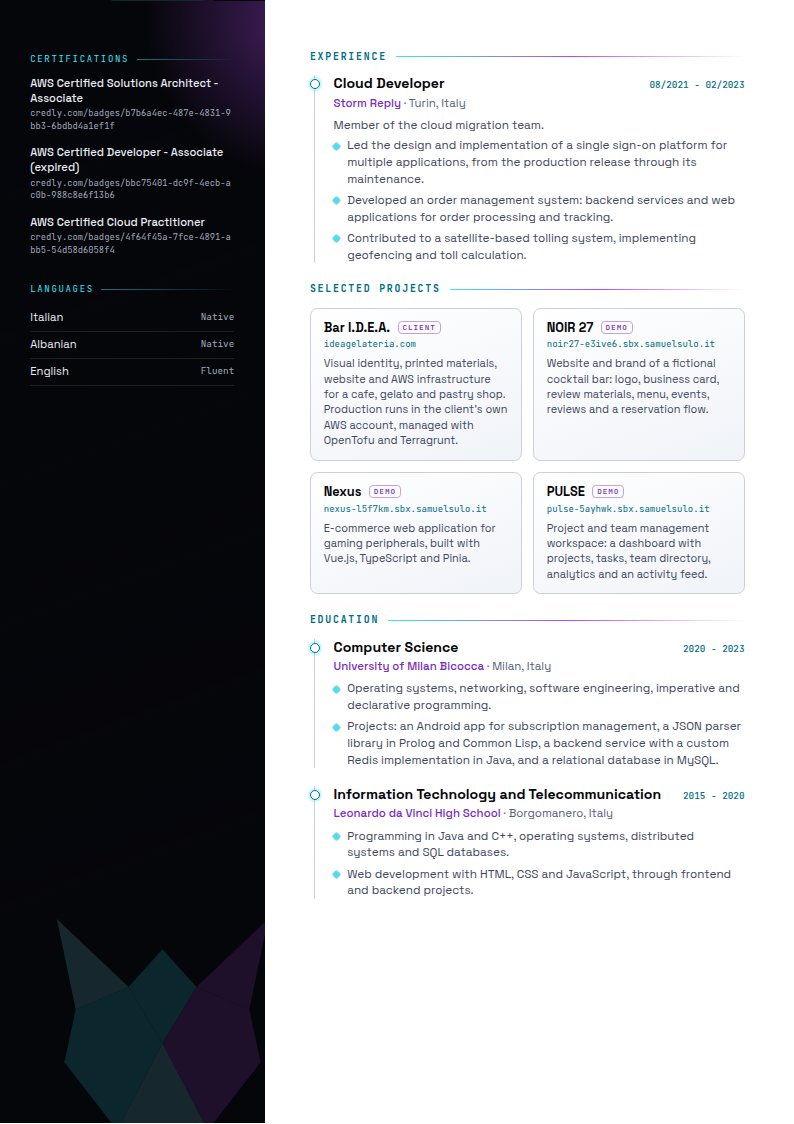 CERTIFICATIONS
AWS Certified Solutions Architect -
Associate
credly.com/badges/b7b6a4ec-487e-4831-9
bb3-6bdbd4a1ef1f
AWS Certified Developer - Associate
(expired)
credly.com/badges/bbc75401-dc9f-4ecb-a
c0b-988c8e6f13b6
AWS Certified Cloud Practitioner
credly.com/badges/4f64f45a-7fce-4891-a
bb5-54d58d6058f4
LANGUAGES
Italian Native
Albanian Native
English Fluent
EXPERIENCE
Cloud Developer 08/2021 - 02/2023
Storm Reply · Turin, Italy
Member of the cloud migration team.
Led the design and implementation of a single sign-on platform for
multiple applications, from the production release through its
maintenance.
Developed an order management system: backend services and web
applications for order processing and tracking.
Contributed to a satellite-based tolling system, implementing
geofencing and toll calculation.
SELECTED PROJECTS
Bar I.D.E.A. CLIENT
ideagelateria.com
Visual identity, printed materials,
website and AWS infrastructure
for a cafe, gelato and pastry shop.
Production runs in the client's own
AWS account, managed with
OpenTofu and Terragrunt.
NOIR 27 DEMO
noir27-e3ive6.sbx.samuelsulo.it
Website and brand of a fictional
cocktail bar: logo, business card,
review materials, menu, events,
reviews and a reservation flow.
Nexus DEMO
nexus-l5f7km.sbx.samuelsulo.it
E-commerce web application for
gaming peripherals, built with
Vue.js, TypeScript and Pinia.
PULSE DEMO
pulse-5ayhwk.sbx.samuelsulo.it
Project and team management
workspace: a dashboard with
projects, tasks, team directory,
analytics and an activity feed.
EDUCATION
Computer Science 2020 - 2023
University of Milan Bicocca · Milan, Italy
Operating systems, networking, software engineering, imperative and
declarative programming.
Projects: an Android app for subscription management, a JSON parser
library in Prolog and Common Lisp, a backend service with a custom
Redis implementation in Java, and a relational database in MySQL.
Information Technology and Telecommunication 2015 - 2020
Leonardo da Vinci High School · Borgomanero, Italy
Programming in Java and C++, operating systems, distributed
systems and SQL databases.
Web development with HTML, CSS and JavaScript, through frontend
and backend projects.